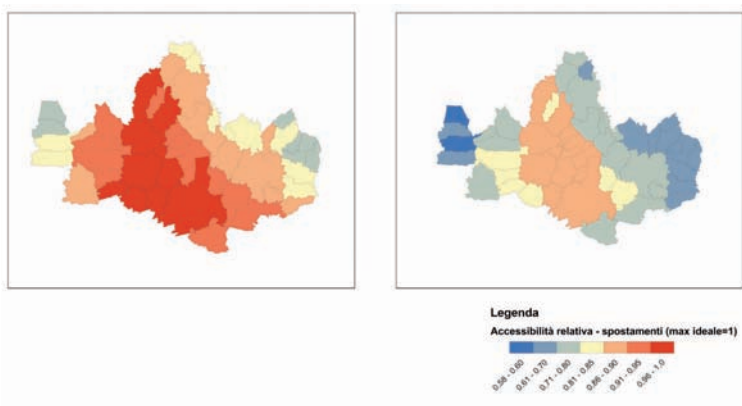 Legenda
Accessibilità relativa - spostamenti (max ideale=1)
0.58 - 0.60
0.61 - 0.70
0.71 - 0.80
0.81 - 0.85
0.86 - 0.90
0.91 - 0.95
0.96 - 1.0